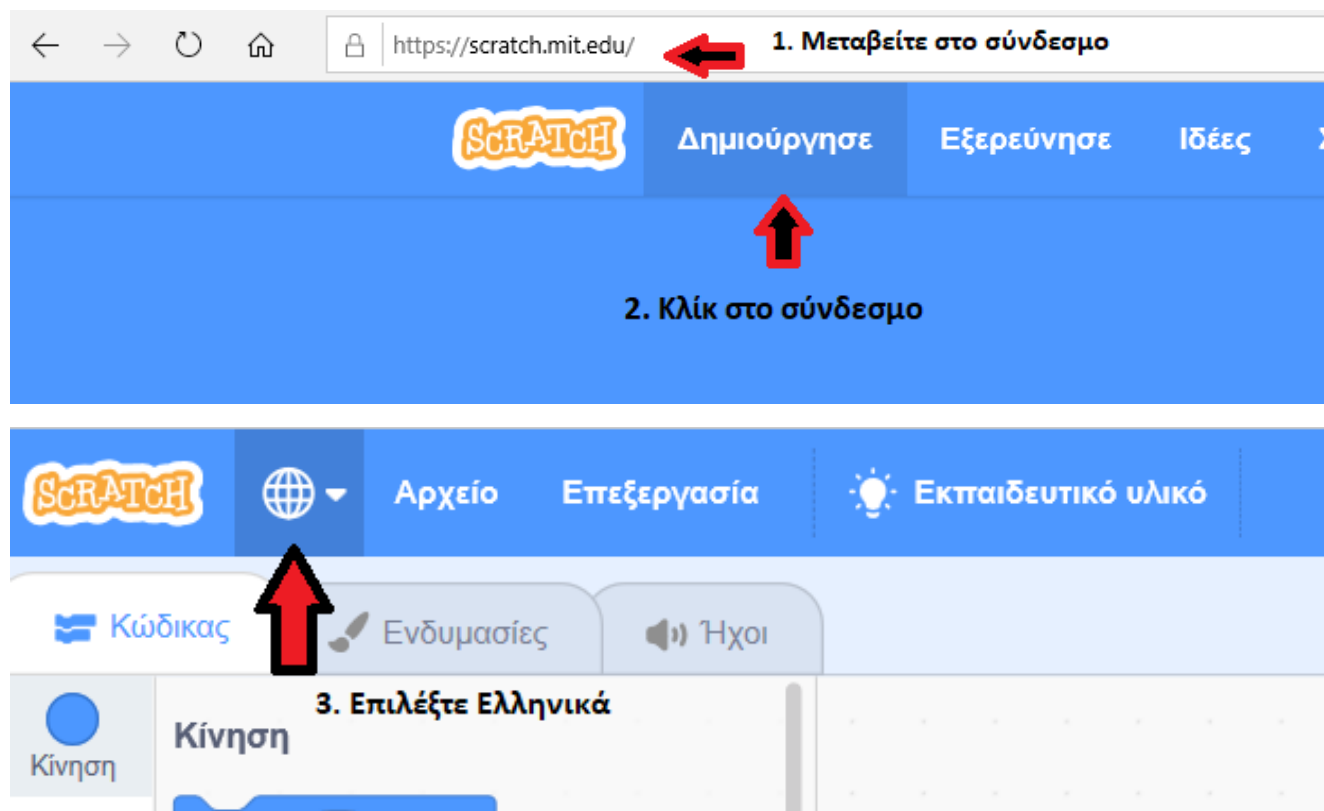 https://scratch.mit.edu/ 1. Μεταβείτε στο σύνδεσμο
SCRATCH Δημιούργησε Εξερεύνησε Ιδέες
2. Κλίκ στο σύνδεσμο
SCRATCH Αρχείο Επεξεργασία Εκπαιδευτικό υλικό
Κώδικας Ενδυμασίες Ήχοι
3. Επιλέξτε Ελληνικά
Κίνηση
Κίνηση